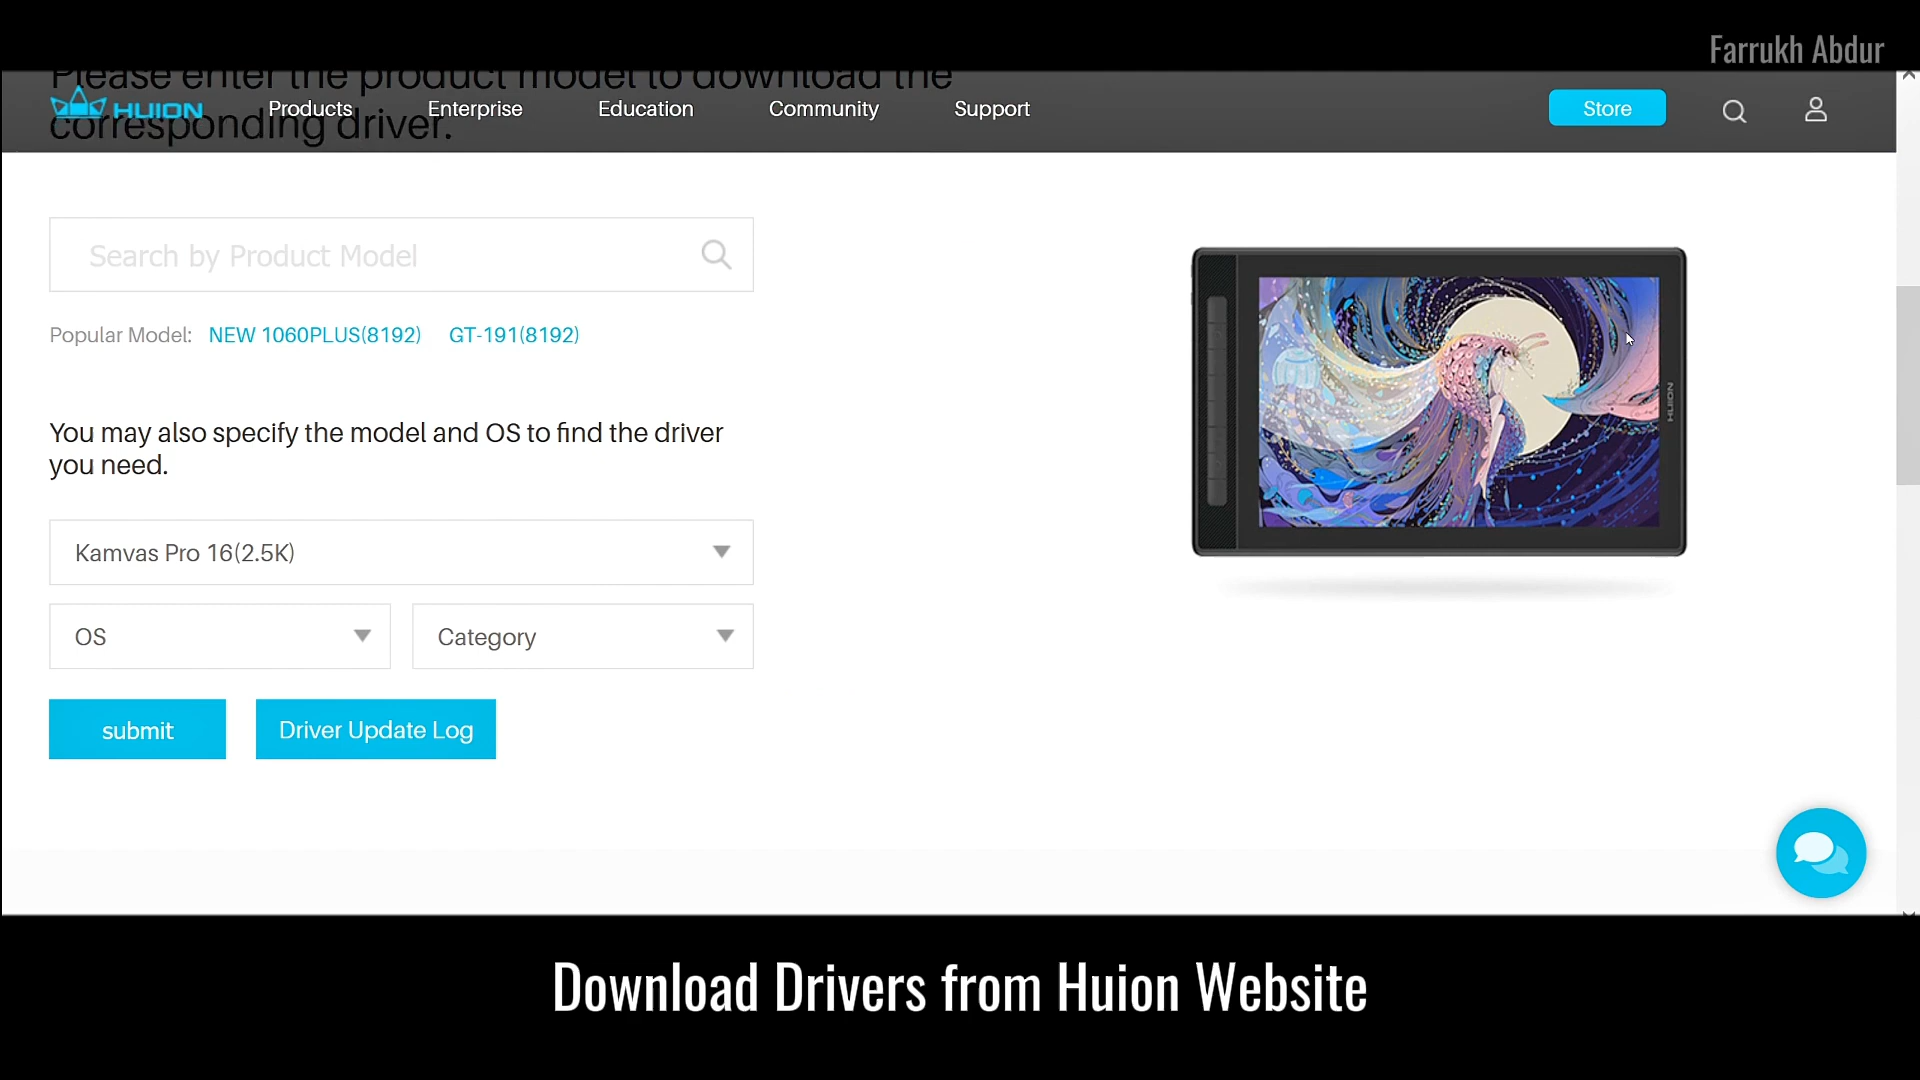 Farrukh Abdur
Please enter the product model to download the
corresponding driver.
HUION
Products
Enterprise
Education
Community
Support
Store
Search by Product Model
Popular Model: NEW 1060PLUS(8192) GT-191(8192)
You may also specify the model and OS to find the driver
you need.
Kamvas Pro 16(2.5K)
OS
Category
submit
Driver Update Log
HUION
Download Drivers from Huion Website